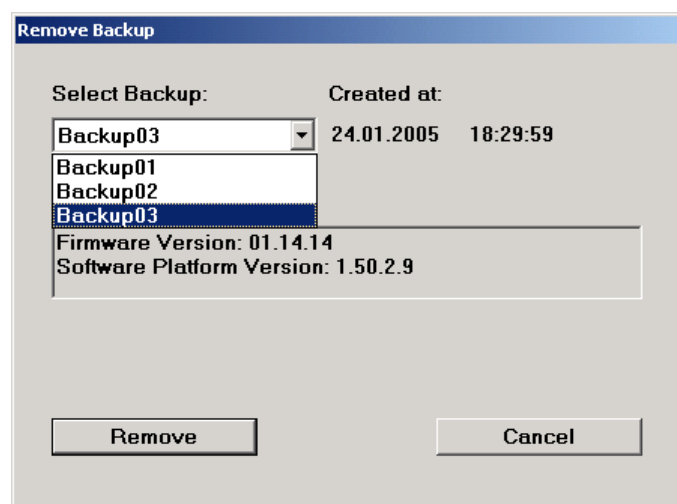 Remove Backup
Select Backup: Created at:
Backup03 24.01.2005 18:29:59
Backup01
Backup02
Backup03
Firmware Version: 01.14.14
Software Platform Version: 1.50.2.9
Remove Cancel